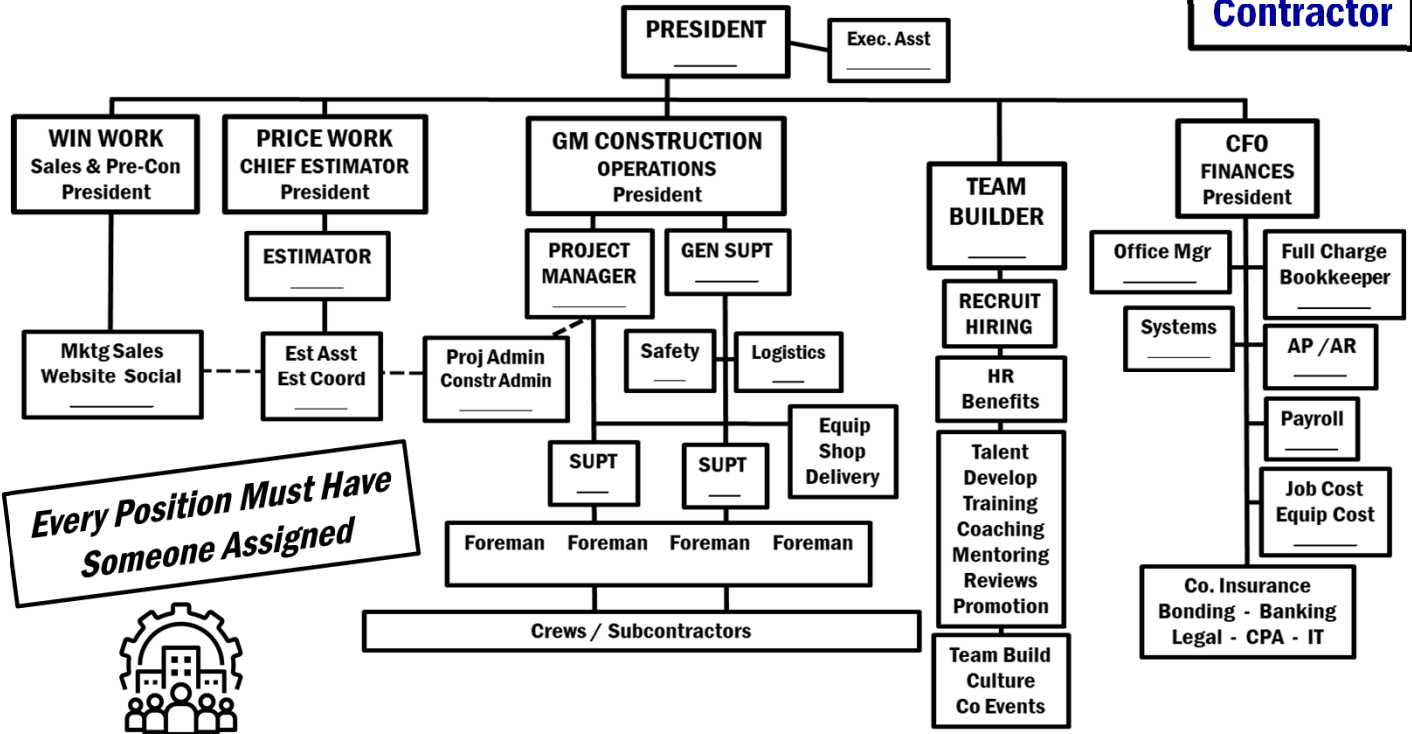 Contractor
PRESIDENT
Exec. Asst
WIN WORK
Sales & Pre-Con
President
PRICE WORK
CHIEF ESTIMATOR
President
GM CONSTRUCTION
OPERATIONS
President
TEAM
BUILDER
CFO
FINANCES
President
ESTIMATOR
PROJECT
MANAGER
GEN SUPT
RECRUIT
HIRING
Office Mgr
Full Charge
Bookkeeper
Systems
AP / AR
Mktg Sales
Website Social
Est Asst
Est Coord
Proj Admin
Constr Admin
Safety
Logistics
HR
Benefits
Equip
Shop
Delivery
Payroll
SUPT
SUPT
Talent
Develop
Training
Coaching
Mentoring
Reviews
Promotion
Job Cost
Equip Cost
Every Position Must Have
Someone Assigned
Foreman Foreman Foreman Foreman
Crews / Subcontractors
Co. Insurance
Bonding - Banking
Legal - CPA - IT
Team Build
Culture
Co Events